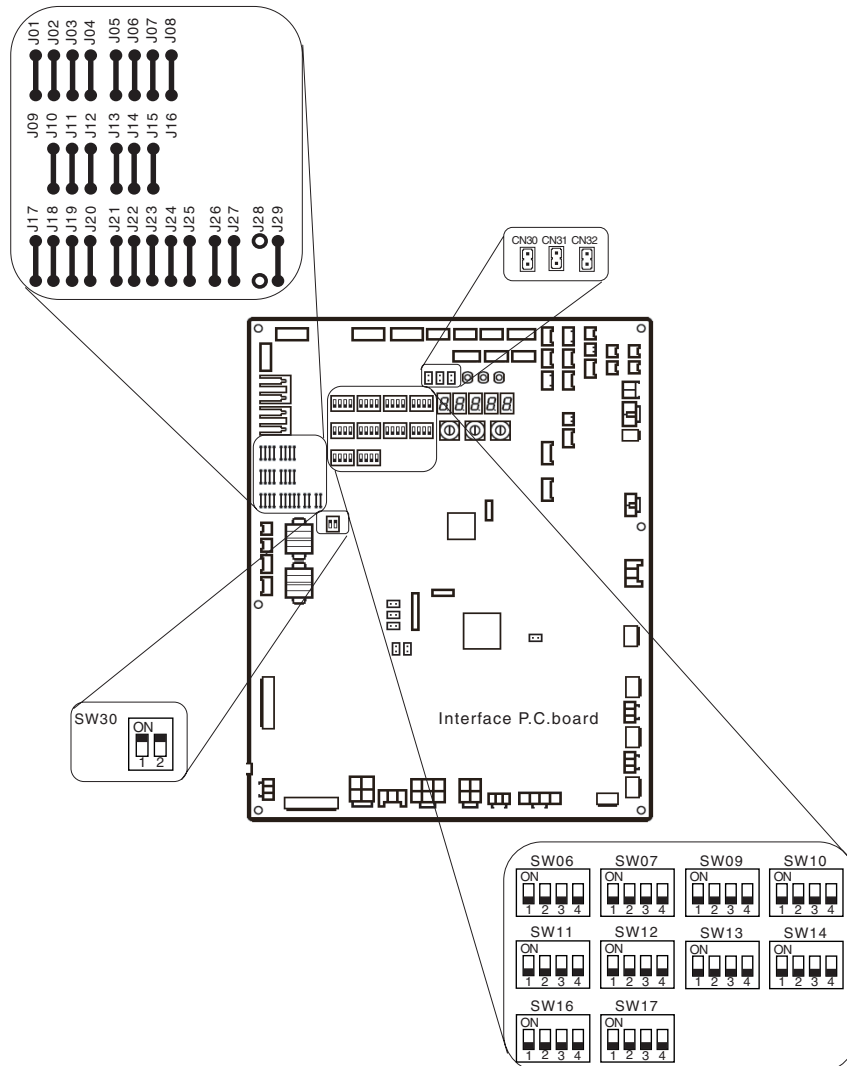 J01 J02 J03 J04 J05 J06 J07 J08
J09 J10 J11 J12 J13 J14 J15 J16
J17 J18 J19 J20 J21 J22 J23 J24 J25 J26 J27 J28 J29
CN30 CN31 CN32
SW30
ON
1 2
Interface P.C.board
SW06 SW07 SW09 SW10
ON ON ON ON
1 2 3 4 1 2 3 4 1 2 3 4 1 2 3 4
SW11 SW12 SW13 SW14
ON ON ON ON
1 2 3 4 1 2 3 4 1 2 3 4 1 2 3 4
SW16 SW17
ON ON
1 2 3 4 1 2 3 4